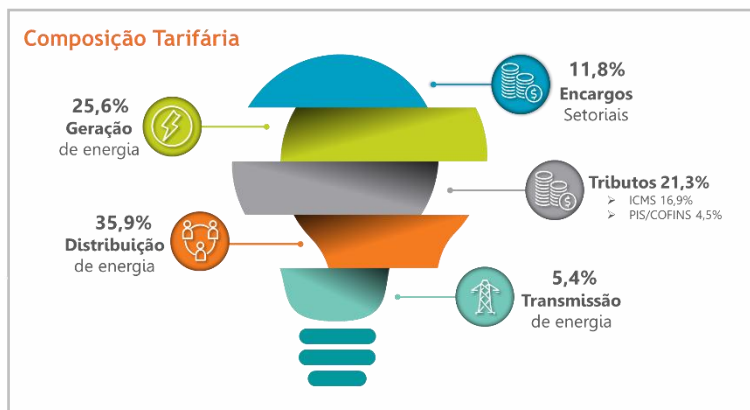 Composição Tarifária
11,8%
Encargos
Setoriais
25,6%
Geração
de energia
Tributos 21,3%
➢ ICMS 16,9%
➢ PIS/COFINS 4,5%
35,9%
Distribuição
de energia
5,4%
Transmissão
de energia